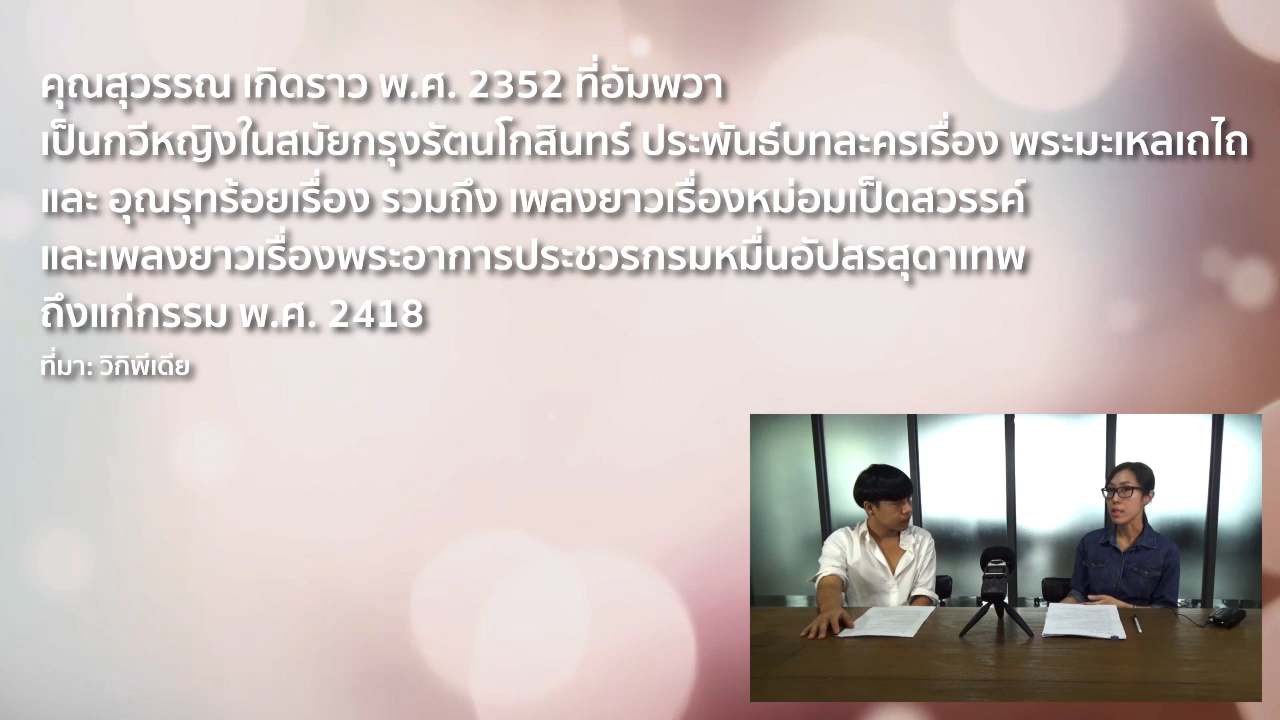 คุณสุวรรณ เกิดราว พ.ศ. 2352 ที่อัมพวา
เป็นกวีหญิงในสมัยกรุงรัตนโกสินทร์ ประพันธ์บทละครเรื่อง พระมะเหลเถไถ
และ อุณรุทร้อยเรื่อง รวมถึง เพลงยาวเรื่องหม่อมเป็ดสวรรค์
และเพลงยาวเรื่องพระอาการประชวรกรมหมื่นอัปสรสุดาเทพ
ถึงแก่กรรม พ.ศ. 2418
ที่มา: วิกิพีเดีย